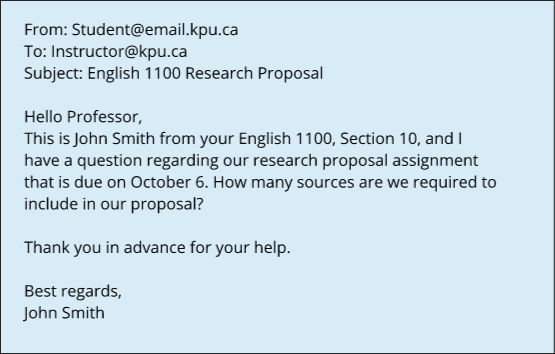 From: Student@email.kpu.ca
To: Instructor@kpu.ca
Subject: English 1100 Research Proposal
Hello Professor,
This is John Smith from your English 1100, Section 10, and I
have a question regarding our research proposal assignment
that is due on October 6. How many sources are we required to
include in our proposal?
Thank you in advance for your help.
Best regards,
John Smith